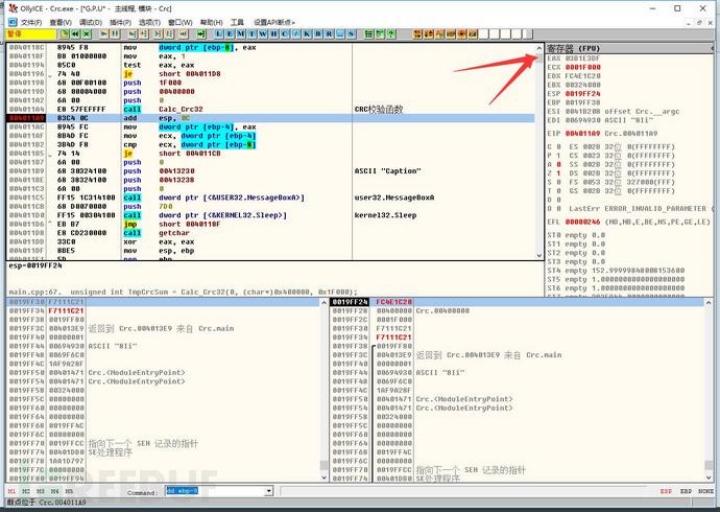 OllyICE - Crc.exe - [*G.P.U* - 主线程, 模块 - Crc]
文件(F) 查看(V) 调试(D) 插件(P) 选项(T) 窗口(W) 帮助(H) 工具 设置API断点>
暂停 L E M T W H C K B R ... S
0040118C 8945 F8 mov dword ptr [ebp-8], eax
0040118F B8 01000000 mov eax, 1
00401194 85C0 test eax, eax
00401196 74 40 je short 004011D8
00401198 68 00F00100 push 1F000
0040119D 68 00004000 push 00400000
004011A2 6A 00 push 0
004011A4 E8 57FEFFFF call Calc_Crc32 CRC校验函数
004011A9 83C4 0C add esp, 0C
004011AC 8945 FC mov dword ptr [ebp-4], eax
004011AF 8B4D FC mov ecx, dword ptr [ebp-4]
004011B2 3B4D F8 cmp ecx, dword ptr [ebp-8]
004011B5 74 14 je short 004011CB
004011B7 6A 00 push 0
004011B9 68 30324100 push 00413230 ASCII "Caption"
004011BE 68 38324100 push 00413238
004011C3 6A 00 push 0
004011C5 FF15 1C314100 call dword ptr [<&USER32.MessageBoxA>] user32.MessageBoxA
004011CB 68 D0070000 push 7D0
004011D0 FF15 00304100 call dword ptr [<&KERNEL32.Sleep>] kernel32.Sleep
004011D6 EB B7 jmp short 0040118F
004011D8 E8 CD230000 call getchar
004011DD 33C0 xor eax, eax
004011DF 8BE5 mov esp, ebp
esp=0019FF24
main.cpp:67. unsigned int TmpCrcSum = Calc_Crc32(0, (char*)0x400000, 0x1F000);
寄存器 (FPU)
ECX 0001F000
EDX FC4E1C20
EBX 00324000
ESP 0019FF24
EBP 0019FF38
ESI 0041B208 offset Crc.__argc
EDI 00694930 ASCII "8Ii"
EIP 004011A9 Crc.004011A9
C 0 ES 002B 32位 0(FFFFFFFF)
P 1 CS 0023 32位 0(FFFFFFFF)
A 0 SS 002B 32位 0(FFFFFFFF)
Z 1 DS 002B 32位 0(FFFFFFFF)
S 0 FS 0053 32位 327000(FFF)
T 0 GS 002B 32位 0(FFFFFFFF)
D 0
O 0 LastErr ERROR_INVALID_PARAMETER (
EFL 00000246 (NO,NB,E,BE,NS,PE,GE,LE)
ST0 empty 0.0
ST1 empty 0.0
ST2 empty 0.0
ST3 empty 0.0
ST4 empty 152.99999840008153600
ST5 empty 1.0000000000000000000
ST6 empty 1.0000000000000000000
0019FF30 F7111C21
0019FF34 F7111C21
0019FF38 0019FF80
0019FF3C 004013E9 返回到 Crc.004013E9 来自 Crc.main
0019FF40 00000001
0019FF44 00694930 ASCII "8Ii"
0019FF48 0069F6C0
0019FF4C 1AF9A28F
0019FF50 00401471 Crc.<ModuleEntryPoint>
0019FF54 00401471 Crc.<ModuleEntryPoint>
0019FF58 00324000
0019FF5C 00000000
0019FF60 00000000
0019FF64 00000000
0019FF68 0019FF4C
0019FF6C 00000000
0019FF70 0019FFCC 指向下一个 SEH 记录的指针
0019FF74 00401D80 SE处理程序
0019FF78 1AA1D797
0019FF7C 00000000
0019FF24 FC4E1C20
0019FF28 00400000 Crc.00400000
0019FF2C 0001F000
0019FF30 F7111C21
0019FF34 F7111C21
0019FF38 0019FF80
0019FF3C 004013E9 返回到 Crc.004013E9 来自 Crc.main
0019FF40 00000001
0019FF44 00694930 ASCII "8Ii"
0019FF48 0069F6C0
0019FF4C 1AF9A28F
0019FF50 00401471 Crc.<ModuleEntryPoint>
0019FF54 00401471 Crc.<ModuleEntryPoint>
0019FF58 00324000
0019FF5C 00000000
0019FF60 00000000
0019FF64 00000000
0019FF68 0019FF4C
0019FF6C 00000000
0019FF70 0019FFCC 指向下一个 SEH 记录的指针
0019FF74 00401D80 SE处理程序
M1 M2 M3 M4 M5 Command: dd ebp-8 ESP EBP NONE
断点位于 Crc.004011A9